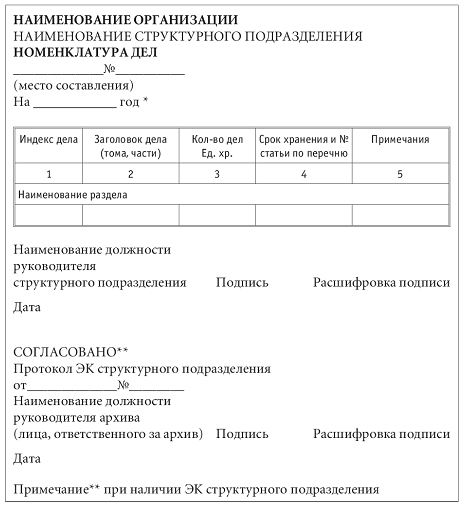 НАИМЕНОВАНИЕ ОРГАНИЗАЦИИ
НАИМЕНОВАНИЕ СТРУКТУРНОГО ПОДРАЗДЕЛЕНИЯ
НОМЕНКЛАТУРА ДЕЛ
_____________№__________
(место составления)
На ____________ год *
Индекс дела Заголовок дела (тома, части) Кол-во дел Ед. хр. Срок хранения и № статьи по перечню Примечания
1 2 3 4 5
Наименование раздела
Наименование должности
руководителя
структурного подразделения Подпись Расшифровка подписи
Дата
СОГЛАСОВАНО**
Протокол ЭК структурного подразделения
от_____________№________
Наименование должности
руководителя архива
(лица, ответственного за архив) Подпись Расшифровка подписи
Дата
Примечание** при наличии ЭК структурного подразделения